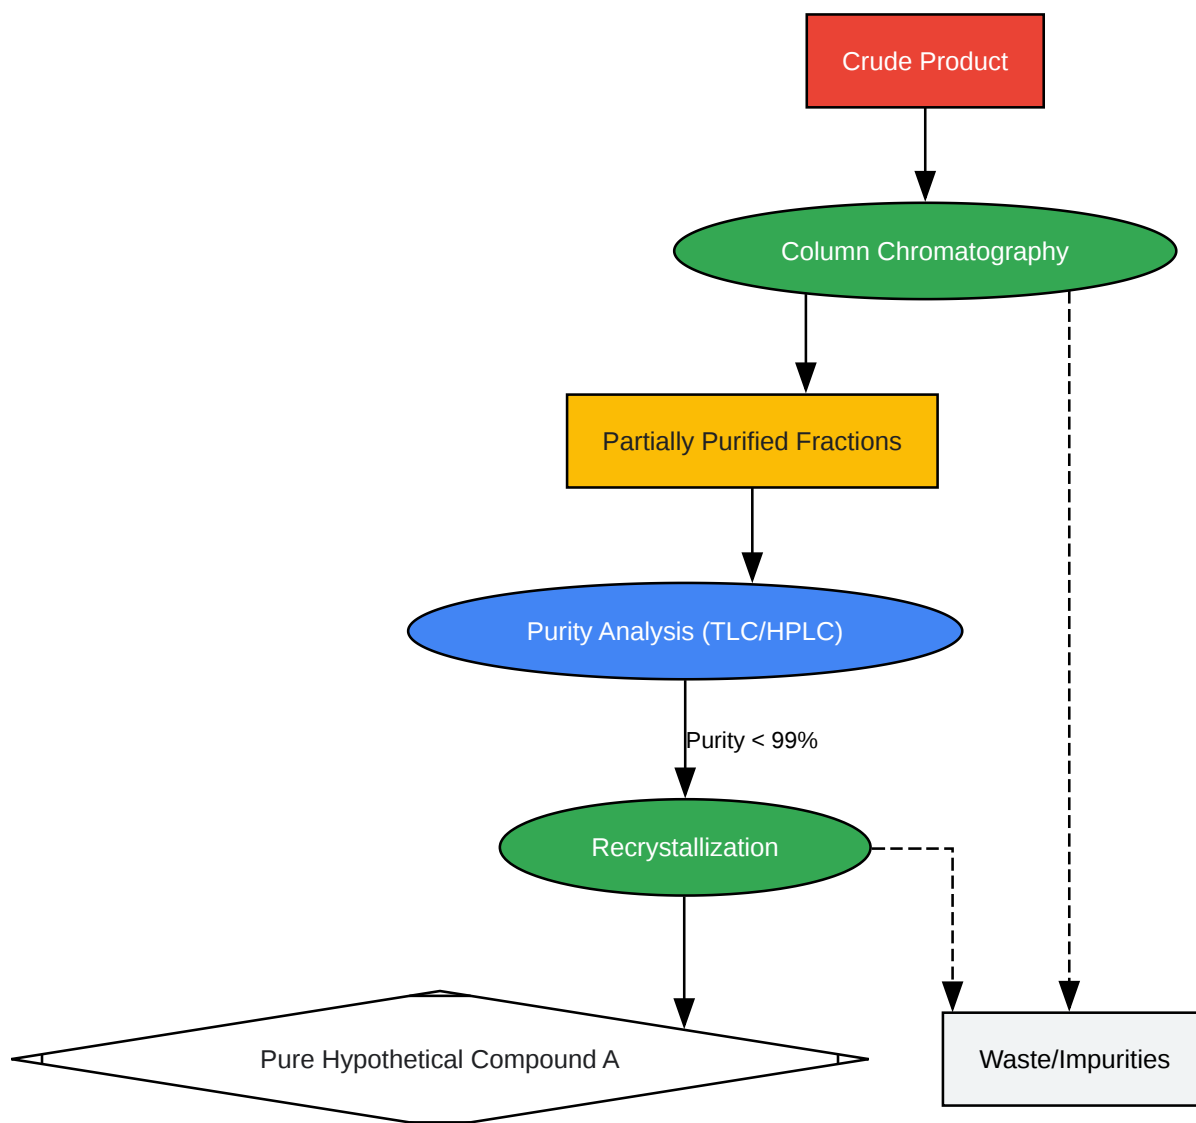 Crude Product
Column Chromatography
Partially Purified Fractions
Purity Analysis (TLC/HPLC)
Purity < 99%
Recrystallization
Pure Hypothetical Compound A
Waste/Impurities